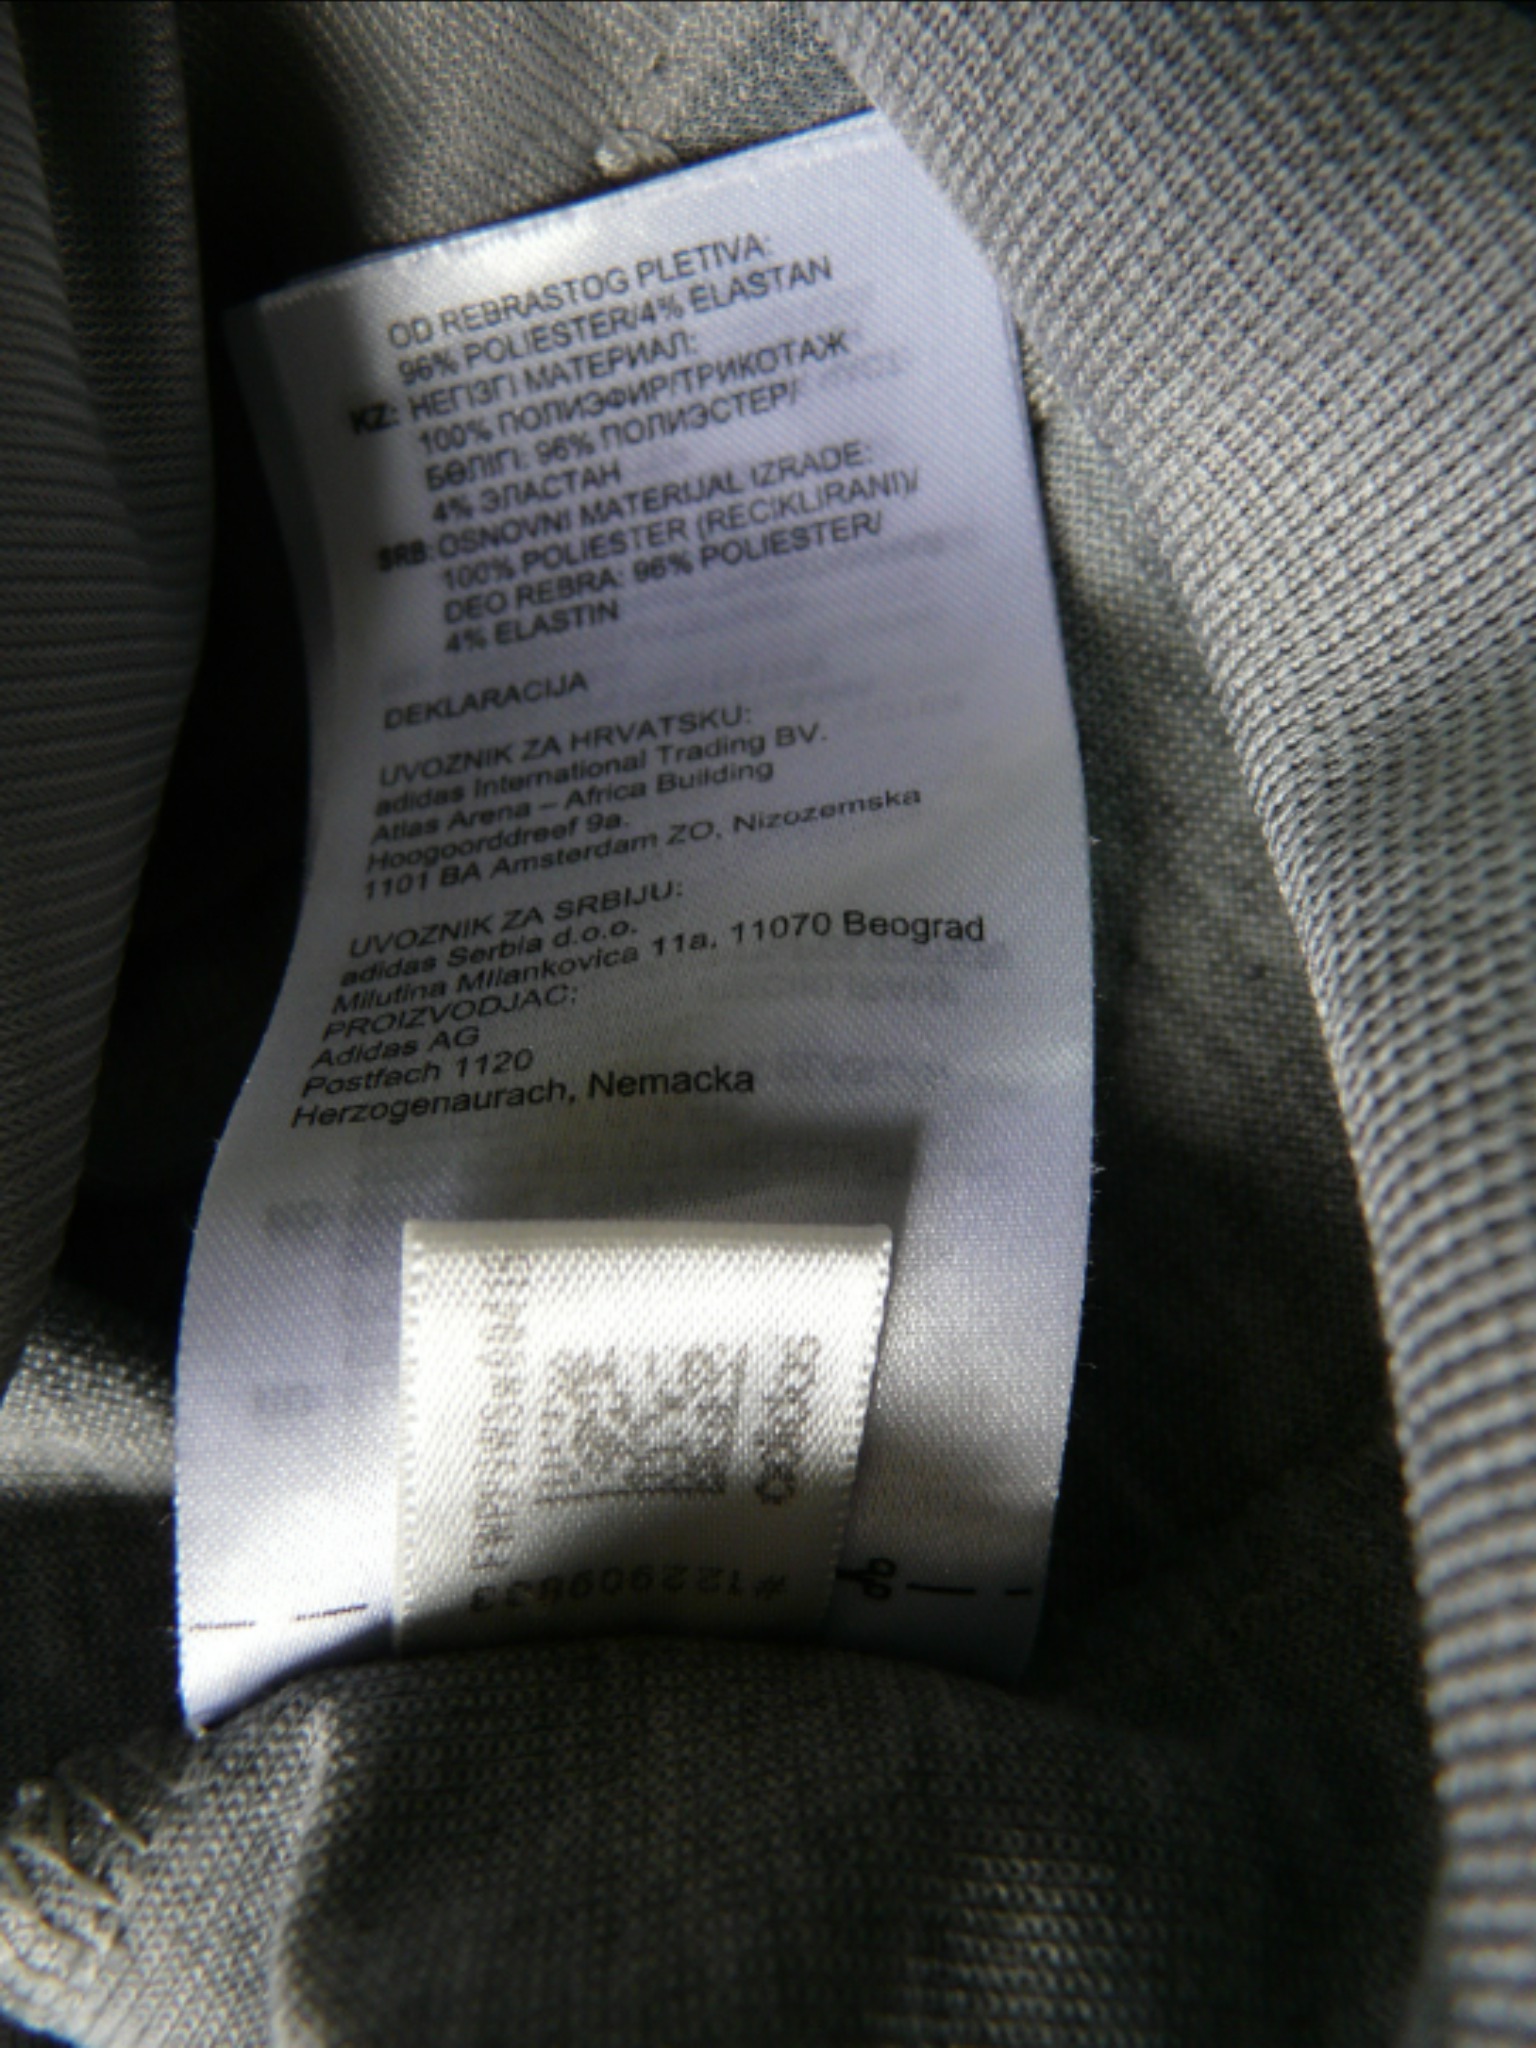 OD REBRASTOG PLETIVA:
96% POLIESTER/4% ELASTAN
KZ: НЕГІЗГІ МАТЕРИАЛ:
100% ПОЛИЭФИР/ТРИКОТАЖ
БӨЛІГІ: 96% ПОЛИЭСТЕР/
4% ЭЛАСТАН
SRB: OSNOVNI MATERIJAL IZRADE:
100% POLIESTER (RECIKLIRANI)/
DEO REBRA: 96% POLIESTER/
4% ELASTIN
DEKLARACIJA
UVOZNIK ZA HRVATSKU:
adidas International Trading BV.
Atlas Arena – Africa Building
Hoogoorddreef 9a.
1101 BA Amsterdam ZO, Nizozemska
UVOZNIK ZA SRBIJU:
adidas Serbia d.o.o.
Milutina Milankovica 11a, 11070 Beograd
PROIZVODJAC:
Adidas AG
Postfach 1120
Herzogenaurach, Nemacka